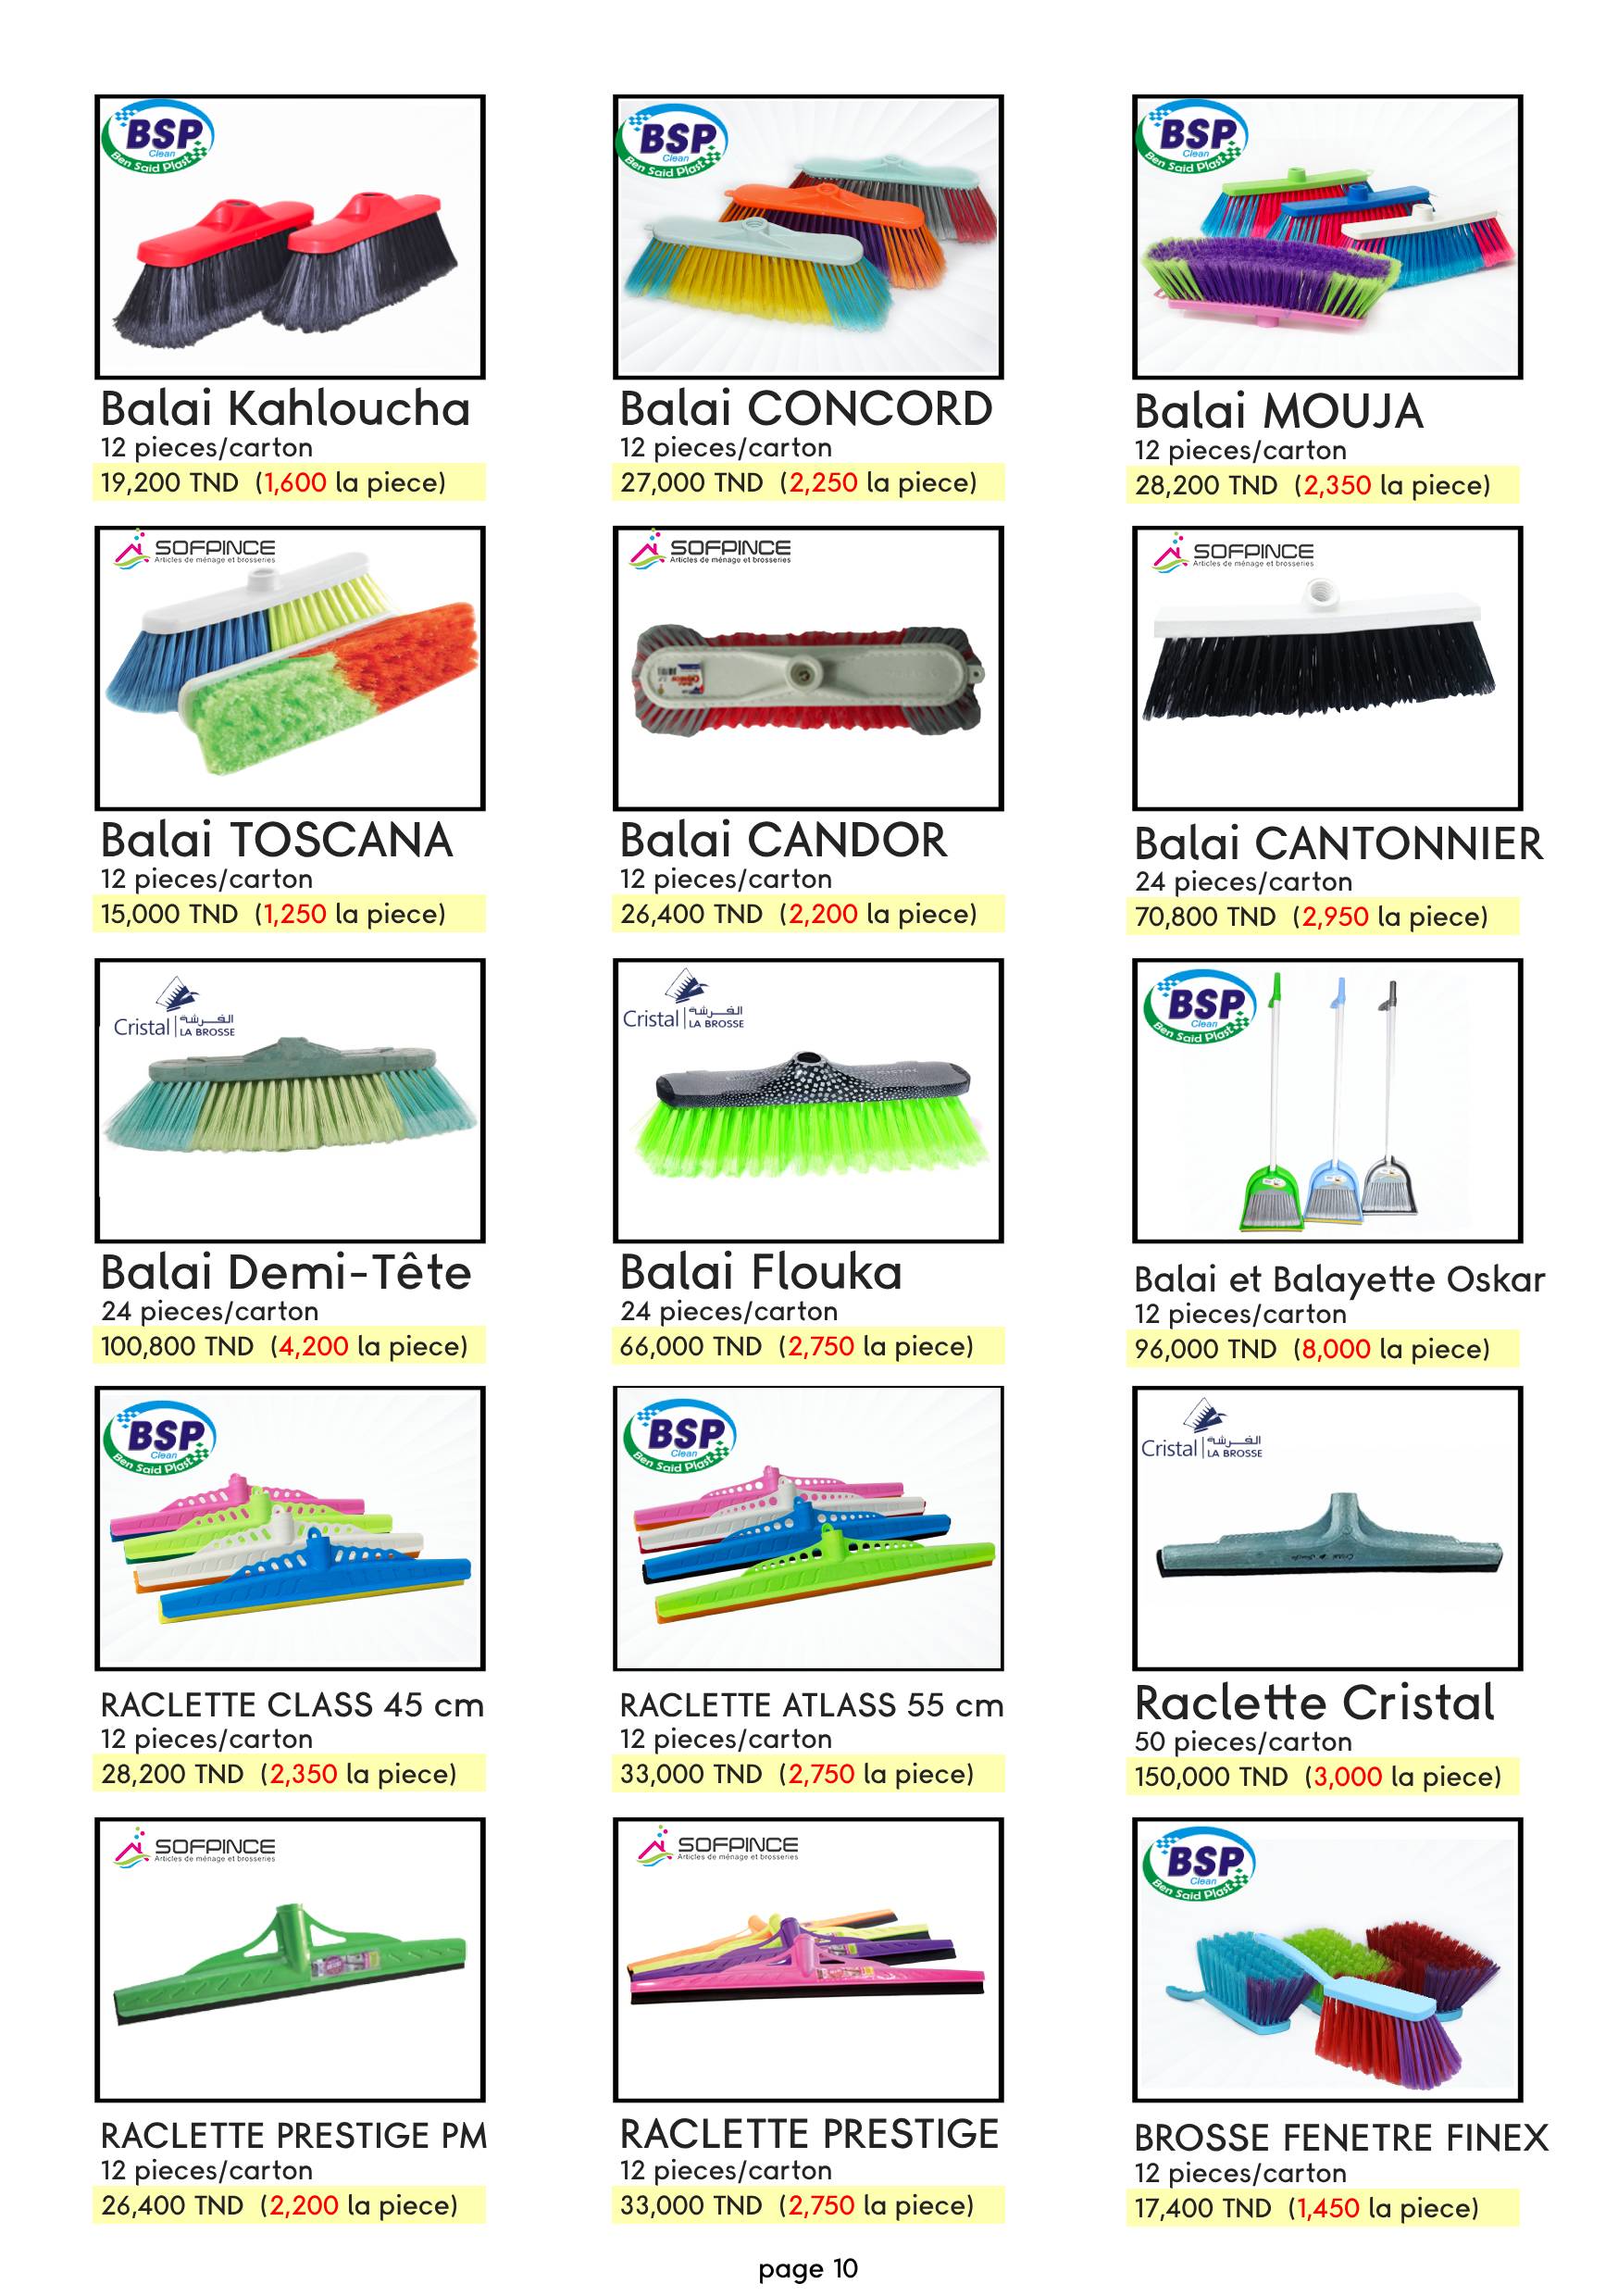 BSP
Clean
Ben Said Plast
BSP
Clean
Ben Said Plast
BSP
Clean
Ben Said Plast
Balai Kahloucha
12 pieces/carton
19,200 TND (1,600 la piece)
Balai CONCORD
12 pieces/carton
27,000 TND (2,250 la piece)
Balai MOUJA
12 pieces/carton
28,200 TND (2,350 la piece)
SOFPINCE
Articles de ménage et brosseries
SOFPINCE
Articles de ménage et brosseries
SOFPINCE
Articles de ménage et brosseries
Balai TOSCANA
12 pieces/carton
15,000 TND (1,250 la piece)
Balai CANDOR
12 pieces/carton
26,400 TND (2,200 la piece)
Balai CANTONNIER
24 pieces/carton
70,800 TND (2,950 la piece)
Cristal الفرشة
LA BROSSE
Cristal الفرشة
LA BROSSE
BSP
Clean
Ben Said Plast
Balai Demi-Tête
24 pieces/carton
100,800 TND (4,200 la piece)
Balai Flouka
24 pieces/carton
66,000 TND (2,750 la piece)
Balai et Balayette Oskar
12 pieces/carton
96,000 TND (8,000 la piece)
BSP
Clean
Ben Said Plast
BSP
Clean
Ben Said Plast
Cristal الفرشة
LA BROSSE
RACLETTE CLASS 45 cm
12 pieces/carton
28,200 TND (2,350 la piece)
RACLETTE ATLASS 55 cm
12 pieces/carton
33,000 TND (2,750 la piece)
Raclette Cristal
50 pieces/carton
150,000 TND (3,000 la piece)
SOFPINCE
Articles de ménage et brosseries
SOFPINCE
Articles de ménage et brosseries
BSP
Clean
Ben Said Plast
RACLETTE PRESTIGE PM
12 pieces/carton
26,400 TND (2,200 la piece)
RACLETTE PRESTIGE
12 pieces/carton
33,000 TND (2,750 la piece)
BROSSE FENETRE FINEX
12 pieces/carton
17,400 TND (1,450 la piece)
page 10